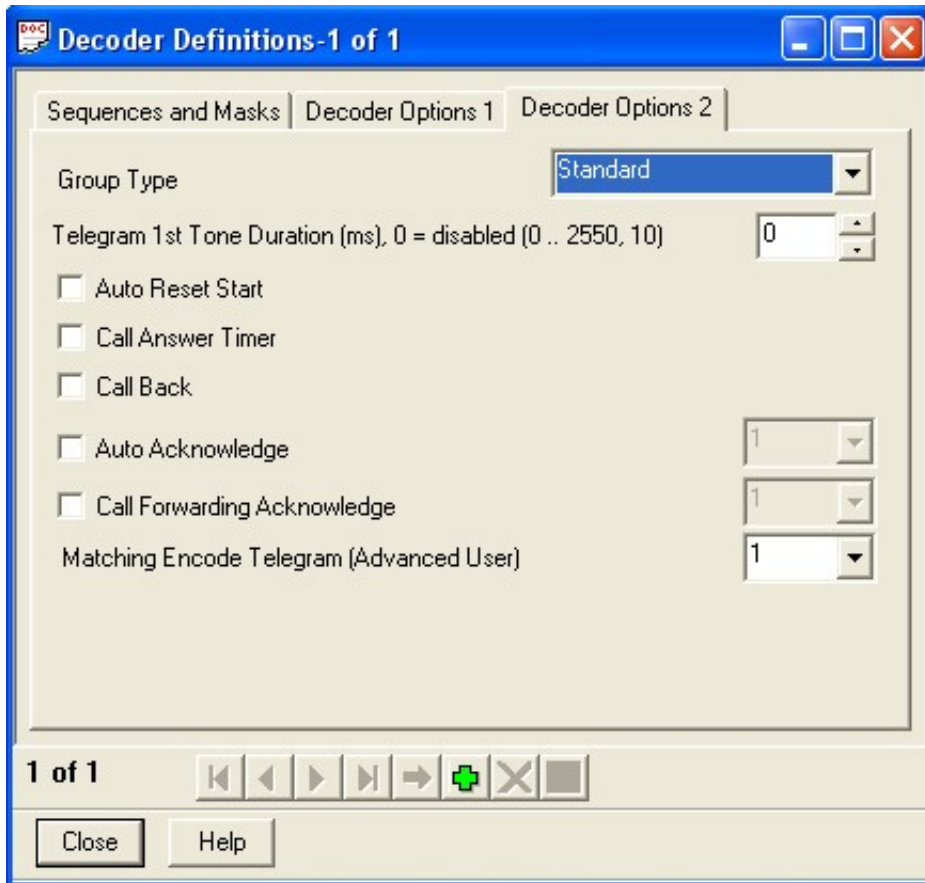 DOC
Decoder Definitions-1 of 1
Sequences and Masks Decoder Options 1 Decoder Options 2
Group Type Standard
Telegram 1st Tone Duration (ms), 0 = disabled (0 .. 2550, 10) 0
Auto Reset Start
Call Answer Timer
Call Back
Auto Acknowledge 1
Call Forwarding Acknowledge 1
Matching Encode Telegram (Advanced User) 1
1 of 1
Close Help